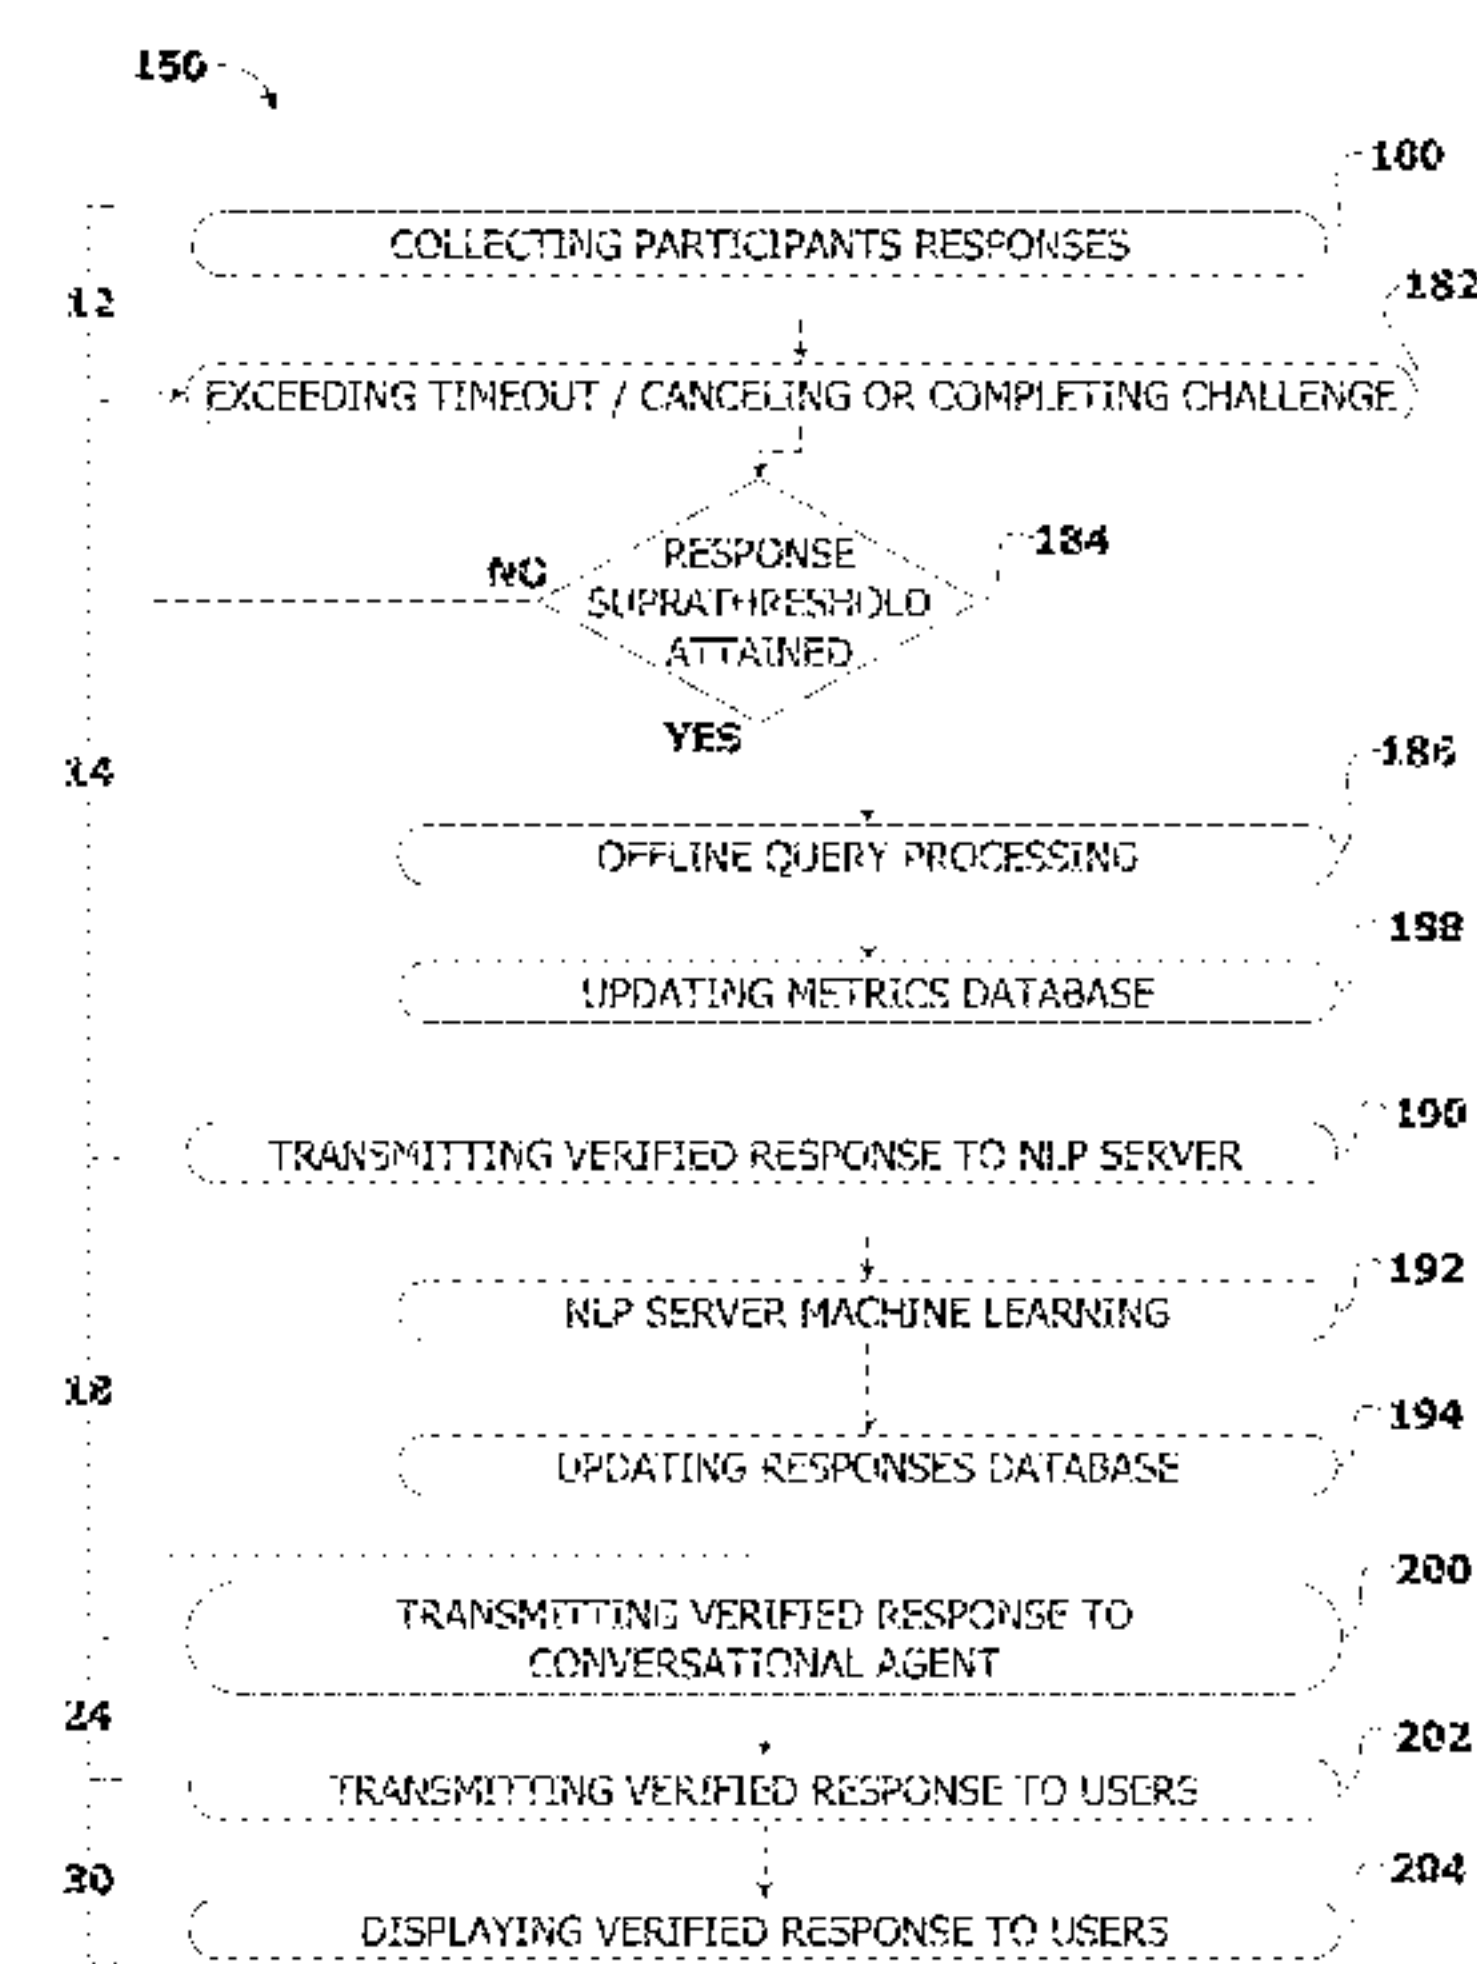 150
100
COLLECTING PARTICIPANTS RESPONSES
12
182
EXCEEDING TIMEOUT / CANCELING OR COMPLETING CHALLENGE
184
NO
RESPONSE
SUPRATHRESHOLD
ATTAINED
YES
14
186
OFFLINE QUERY PROCESSING
188
UPDATING METRICS DATABASE
190
TRANSMITTING VERIFIED RESPONSE TO NLP SERVER
192
NLP SERVER MACHINE LEARNING
18
194
UPDATING RESPONSES DATABASE
200
TRANSMITTING VERIFIED RESPONSE TO
CONVERSATIONAL AGENT
24
202
TRANSMITTING VERIFIED RESPONSE TO USERS
30
204
DISPLAYING VERIFIED RESPONSE TO USERS